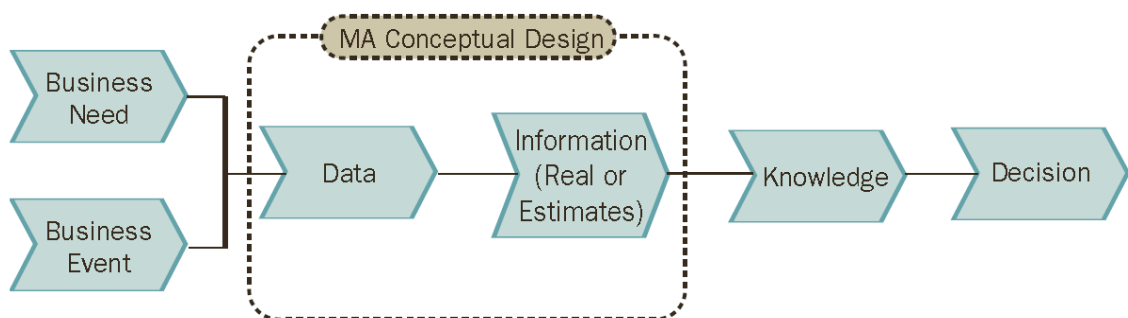 MA Conceptual Design
Business
Need
Business
Event
Data
Information
(Real or
Estimates)
Knowledge
Decision